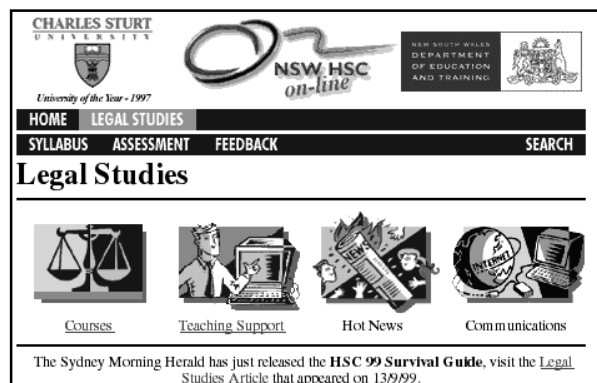 CHARLES STURT
UNIVERSITY
University of the Year - 1997
NSW HSC
on-line
NEW SOUTH WALES
DEPARTMENT
OF EDUCATION
AND TRAINING
HOME LEGAL STUDIES
SYLLABUS ASSESSMENT FEEDBACK SEARCH
Legal Studies
NEW
INTERNET
Courses Teaching Support Hot News Communications
The Sydney Morning Herald has just released the HSC 99 Survival Guide, visit the Legal
Studies Article that appeared on 13/9/99.